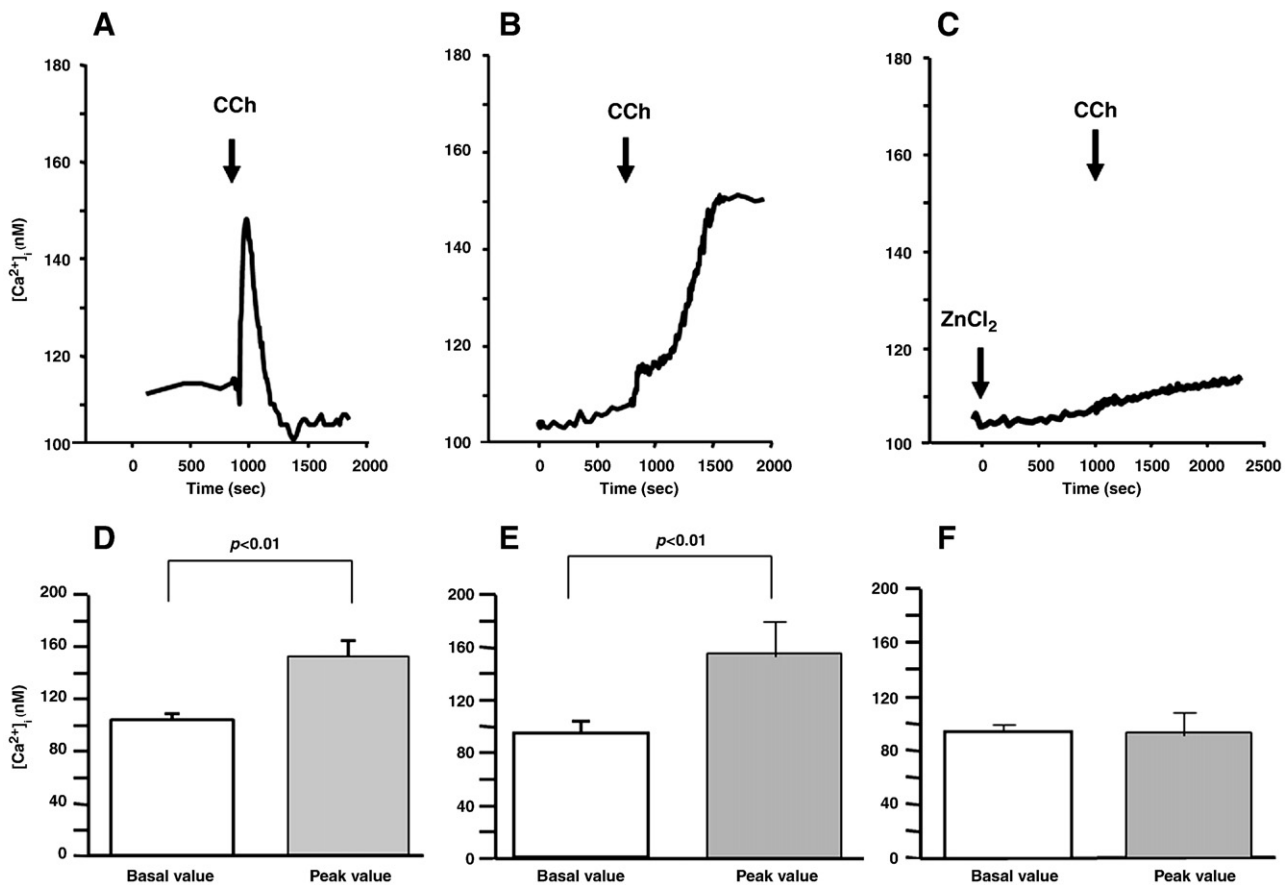 A
B
C
180
160
140
120
100
[Ca2+]i (nM)
CCh
0
500
1000
1500
2000
Time (sec)
180
160
140
120
100
CCh
0
500
1000
1500
2000
Time (sec)
180
160
140
120
100
CCh
ZnCl2
0
500
1000
1500
2000
2500
Time (sec)
D
E
F
p<0.01
200
160
120
80
40
0
[Ca2+]i (nM)
Basal value
Peak value
p<0.01
200
160
120
80
40
0
Basal value
Peak value
200
160
120
80
40
0
Basal value
Peak value